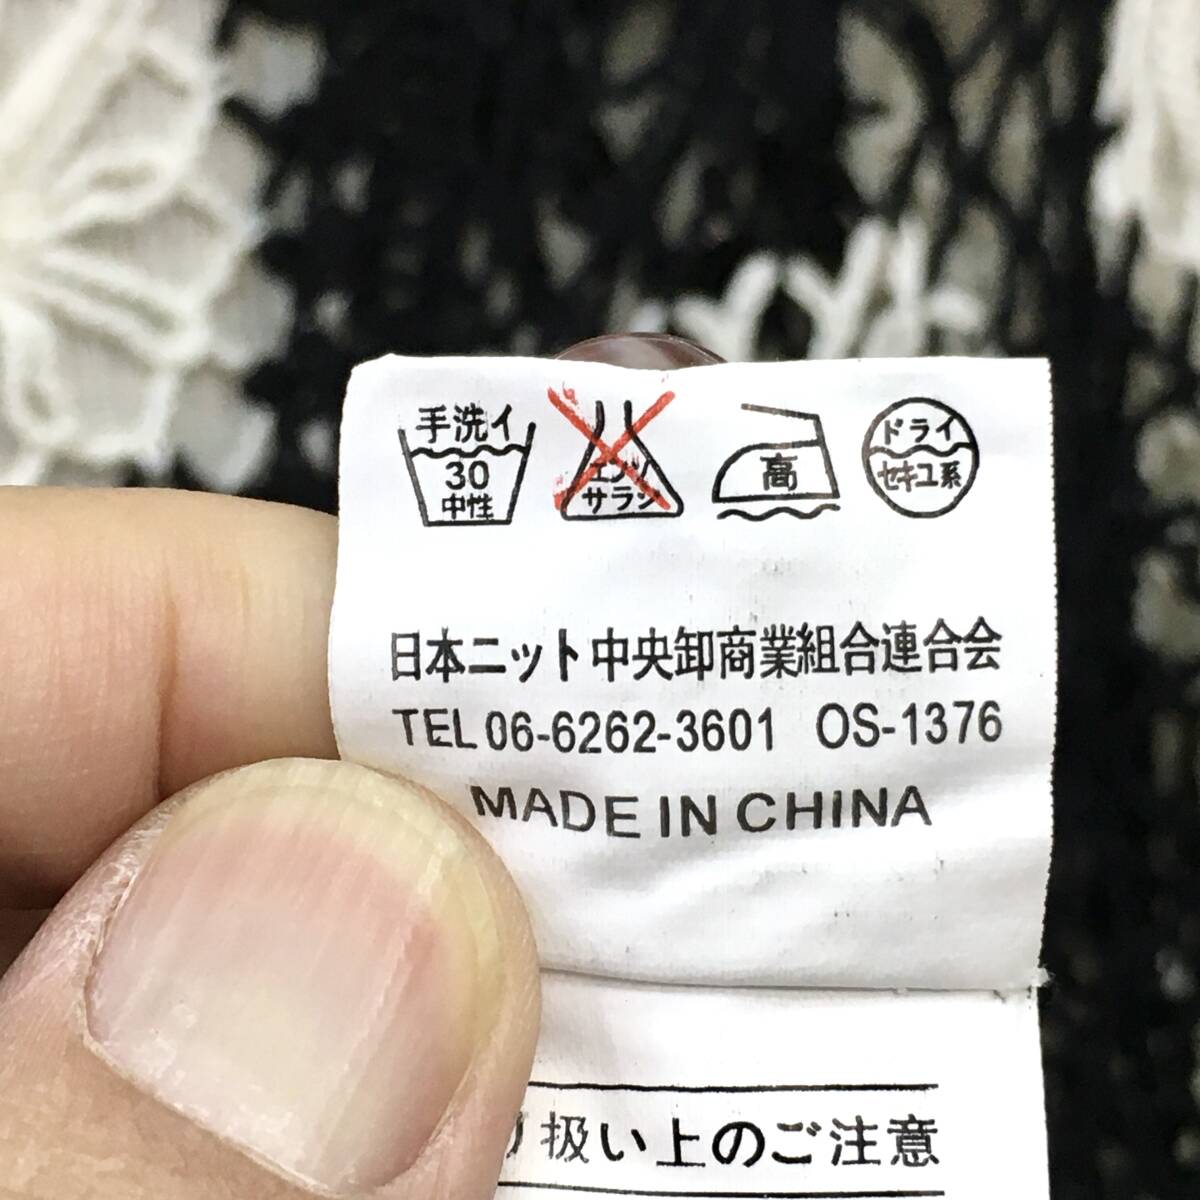 手洗イ
30
中性
エンソ
サラシ
高
ドライ
セキユ系
日本ニット中央卸商業組合連合会
TEL 06-6262-3601 OS-1376
MADE IN CHINA
り扱い上のご注意